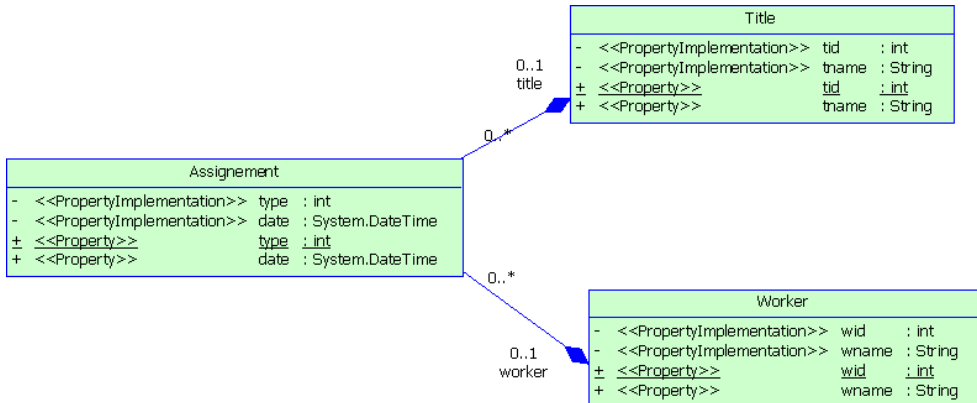 Title
- <<PropertyImplementation>> tid : int
- <<PropertyImplementation>> tname : String
+ <<Property>> tid : int
+ <<Property>> tname : String
0..1
title
0..*
Assignement
- <<PropertyImplementation>> type : int
- <<PropertyImplementation>> date : System.DateTime
+ <<Property>> type : int
+ <<Property>> date : System.DateTime
0..*
0..1
worker
Worker
- <<PropertyImplementation>> wid : int
- <<PropertyImplementation>> wname : String
+ <<Property>> wid : int
+ <<Property>> wname : String